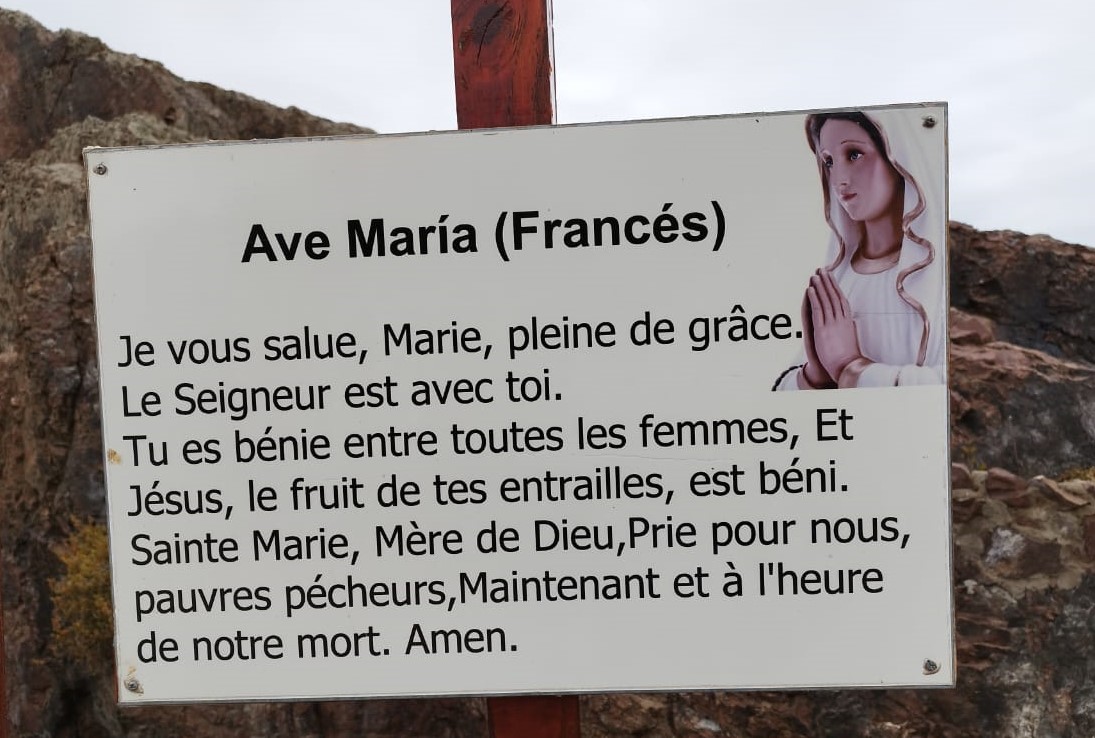 Ave María (Francés)
Je vous salue, Marie, pleine de grâce.
Le Seigneur est avec toi.
Tu es bénie entre toutes les femmes, Et
Jésus, le fruit de tes entrailles, est béni.
Sainte Marie, Mère de Dieu,Prie pour nous,
pauvres pécheurs,Maintenant et à l'heure
de notre mort. Amen.